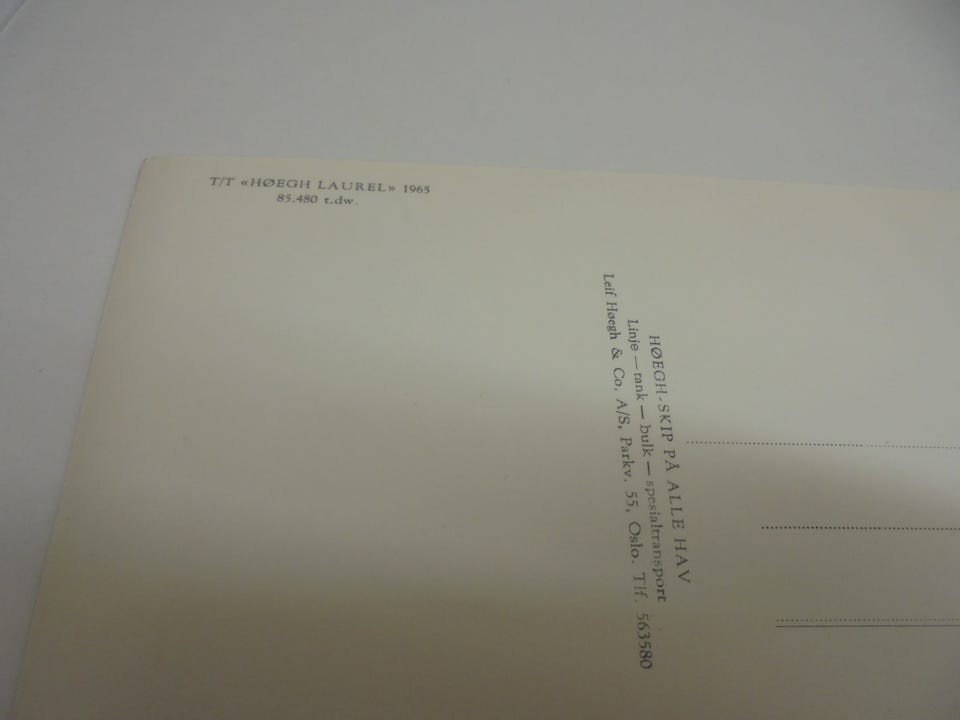 T/T «HØEGH LAUREL» 1965
85.480 t.dw.
HØEGH-SKIP PÅ ALLE HAV
Linje — tank — bulk — spesialtransport
Leif Høegh & Co, A/S, Parkv. 55, Oslo. Tlf. 563580